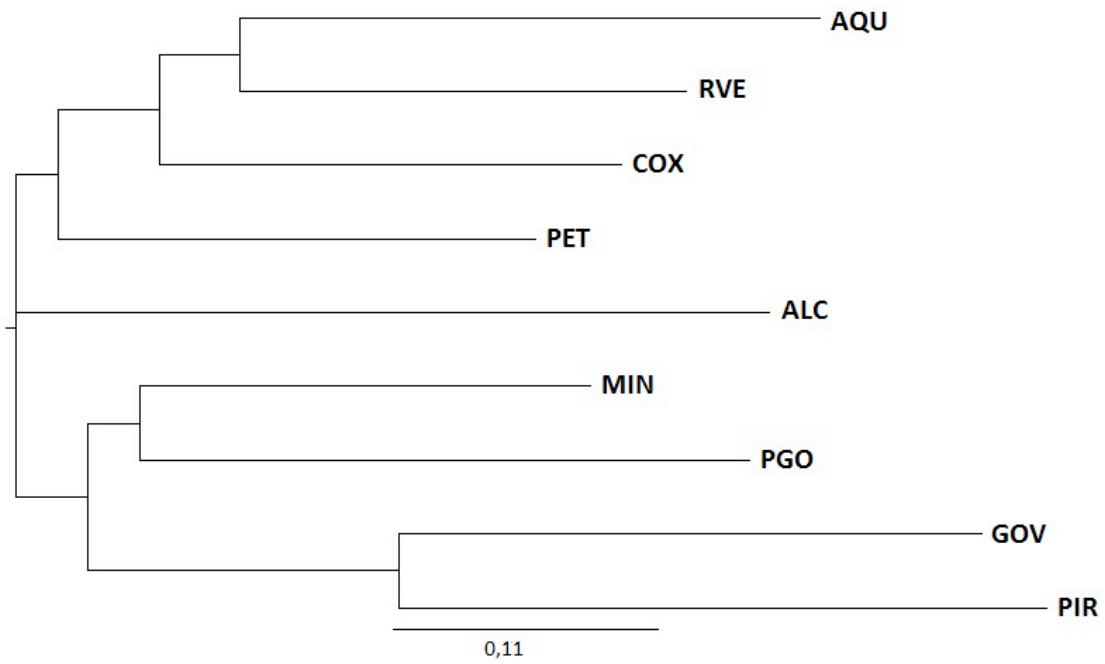 AQU
RVE
COX
PET
ALC
MIN
PGO
GOV
PIR
0,11